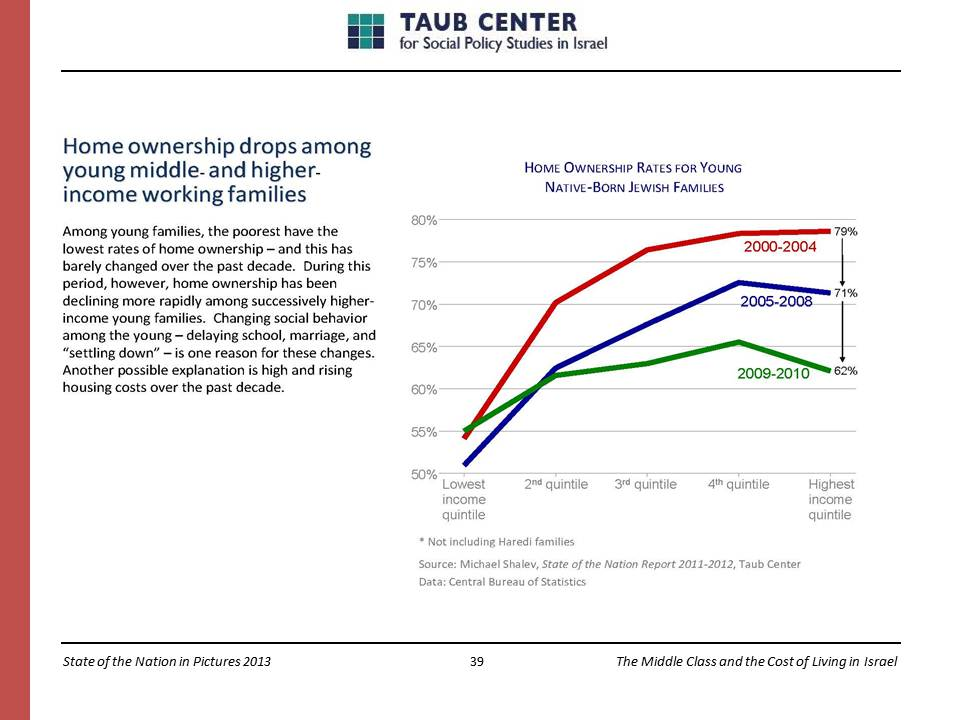 TAUB CENTER
for Social Policy Studies in Israel
Home ownership drops among
young middle- and higher-
income working families
Among young families, the poorest have the
lowest rates of home ownership – and this has
barely changed over the past decade. During this
period, however, home ownership has been
declining more rapidly among successively higher-
income young families. Changing social behavior
among the young – delaying school, marriage, and
“settling down” – is one reason for these changes.
Another possible explanation is high and rising
housing costs over the past decade.
HOME OWNERSHIP RATES FOR YOUNG
NATIVE-BORN JEWISH FAMILIES
80%
75%
70%
65%
60%
55%
50%
79%
2000-2004
71%
2005-2008
2009-2010
62%
Lowest
income
quintile
2nd quintile
3rd quintile
4th quintile
Highest
income
quintile
* Not including Haredi families
Source: Michael Shalev, State of the Nation Report 2011-2012, Taub Center
Data: Central Bureau of Statistics
State of the Nation in Pictures 2013
39
The Middle Class and the Cost of Living in Israel